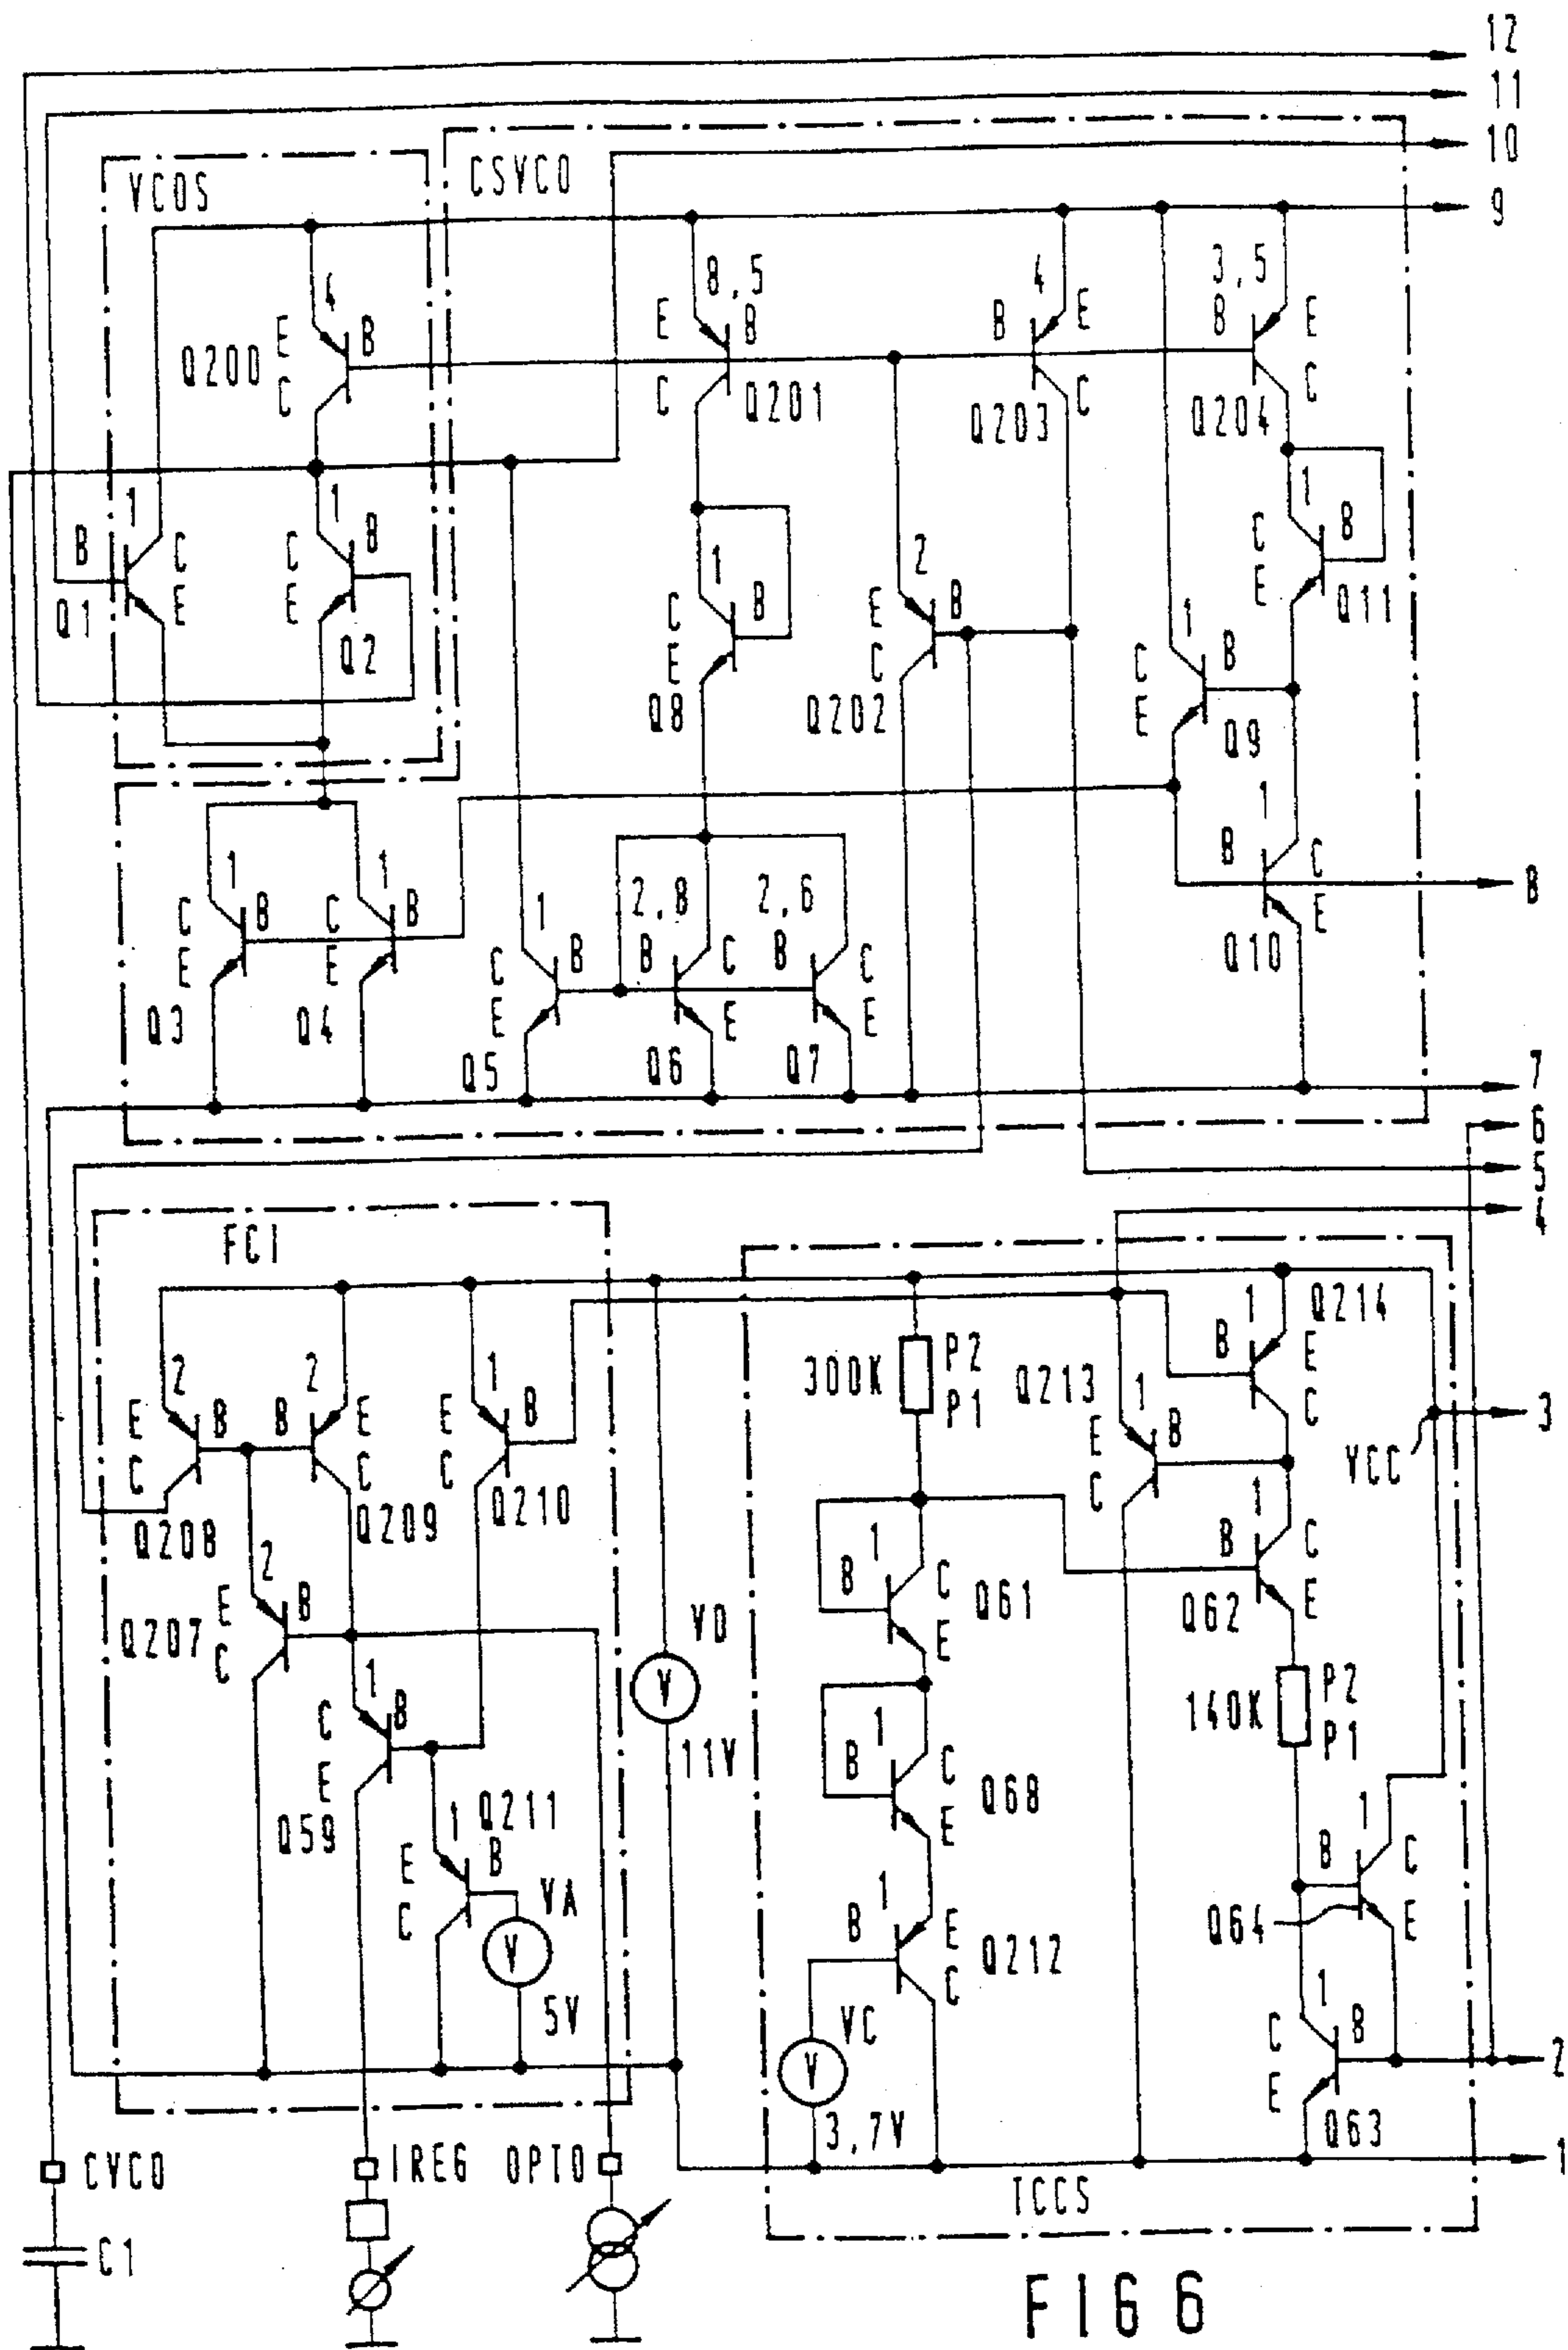 12
11
10
VCOS
CSVCO
9
4
8,5
4
3,5
E
B
E
B
B
E
B
E
Q200
C
C
Q201
Q203
C
Q204
C
1
1
1
B
C
C
B
1
2
C
B
E
E
C
B
E
B
1
E
Q11
Q1
Q2
E
C
C
B
Q8
Q202
E
Q9
1
B
C
8
1
1
1
2,8
2,6
E
C
B
C
B
C
B
B
C
B
C
Q10
E
E
E
E
E
Q3
Q4
Q5
Q6
Q7
7
6
5
4
FCI
Q214
1
2
2
1
300K
P2
P1
Q213
1
B
E
E
B
B
E
E
B
E
B
C
3
C
C
C
C
VCC
Q208
Q209
Q210
1
2
1
B
C
E
B
B
C
Q61
Q62
E
Q207
C
VD
E
1
V
140K
P2
P1
C
B
1
11V
E
B
C
Q68
Q59
Q211
1
E
1
E
B
B
C
VA
1
C
B
E
Q64
E
V
C
Q212
5V
VC
1
C
B
V
2
E
3,7V
Q63
CVCO
IREG
OPTO
1
TCCS
C1
FIG 6